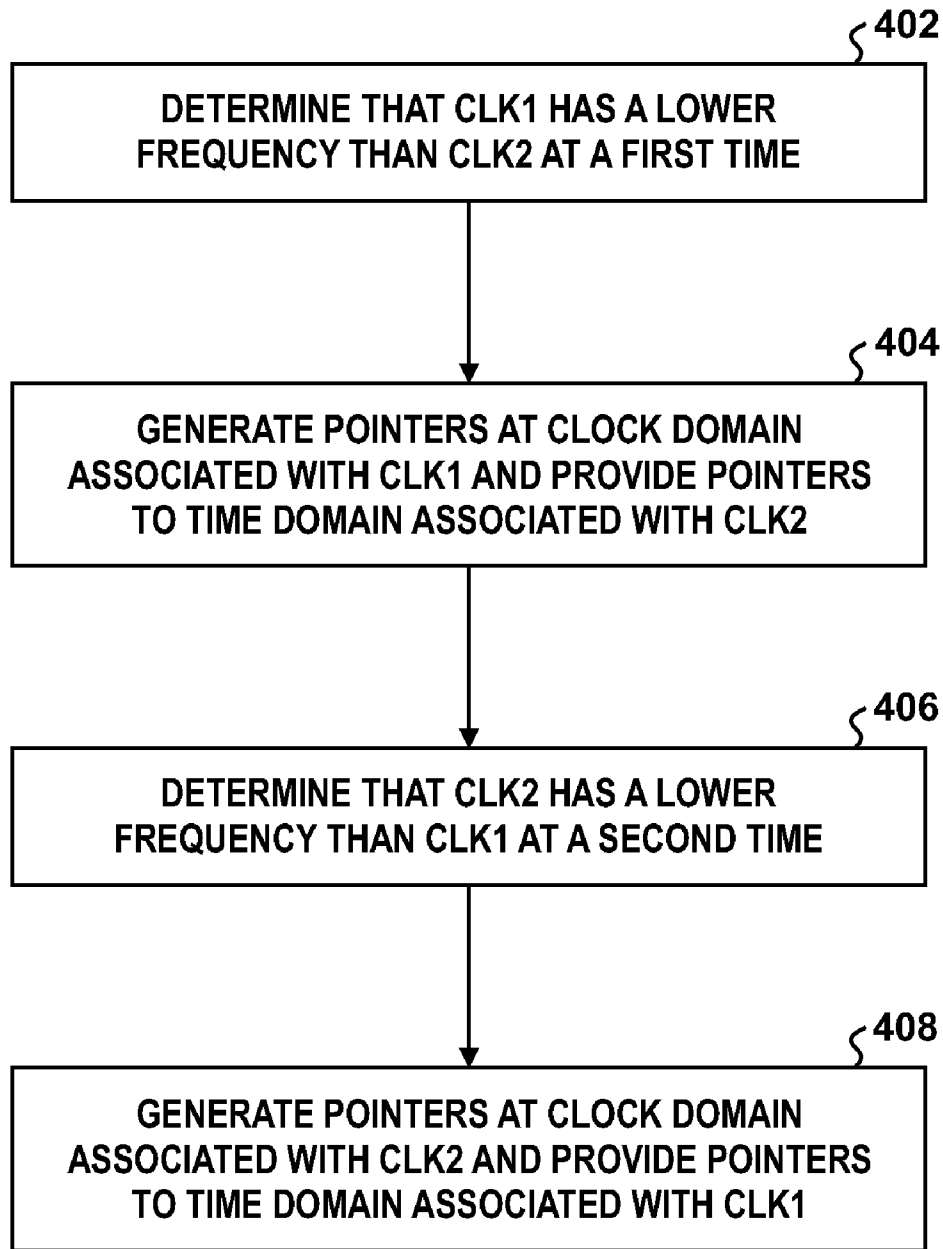 402
DETERMINE THAT CLK1 HAS A LOWER
FREQUENCY THAN CLK2 AT A FIRST TIME
404
GENERATE POINTERS AT CLOCK DOMAIN
ASSOCIATED WITH CLK1 AND PROVIDE POINTERS
TO TIME DOMAIN ASSOCIATED WITH CLK2
406
DETERMINE THAT CLK2 HAS A LOWER
FREQUENCY THAN CLK1 AT A SECOND TIME
408
GENERATE POINTERS AT CLOCK DOMAIN
ASSOCIATED WITH CLK2 AND PROVIDE POINTERS
TO TIME DOMAIN ASSOCIATED WITH CLK1